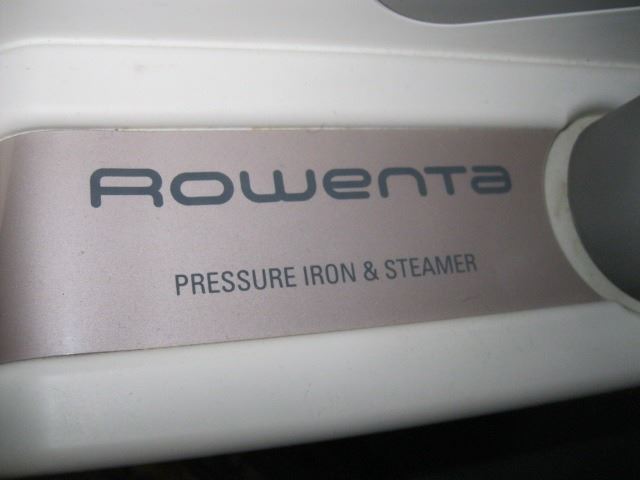 Rowenta
PRESSURE IRON & STEAMER